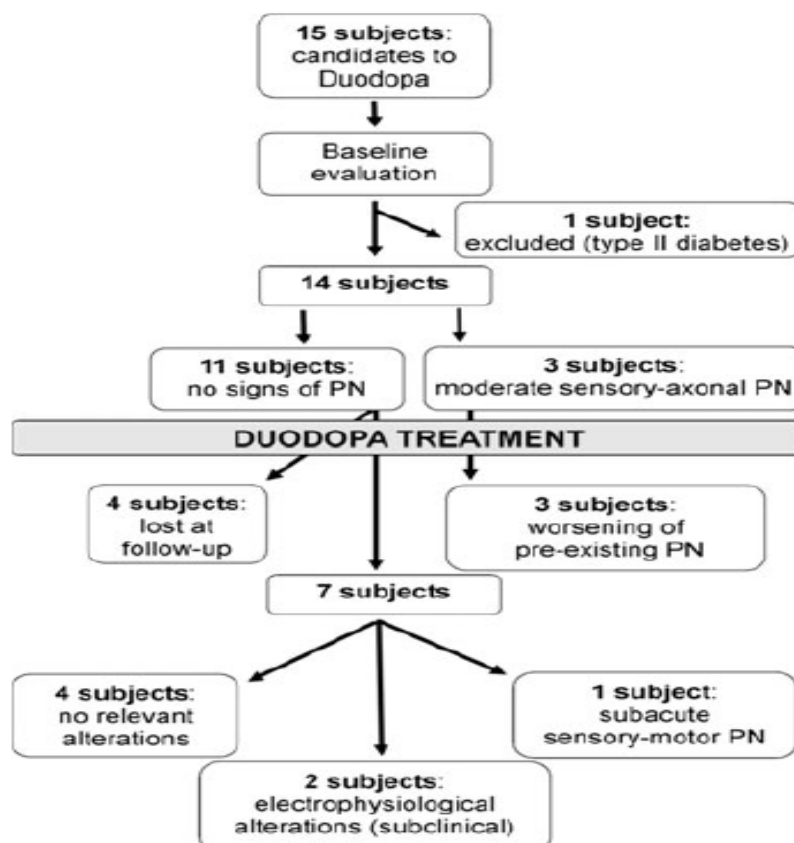 15 subjects:
candidates to
Duodopa
Baseline
evaluation
1 subject:
excluded (type II diabetes)
14 subjects
11 subjects:
no signs of PN
3 subjects:
moderate sensory-axonal PN
DUODOPA TREATMENT
4 subjects:
lost at
follow-up
3 subjects:
worsening of
pre-existing PN
7 subjects
4 subjects:
no relevant
alterations
1 subject:
subacute
sensory-motor PN
2 subjects:
electrophysiological
alterations (subclinical)